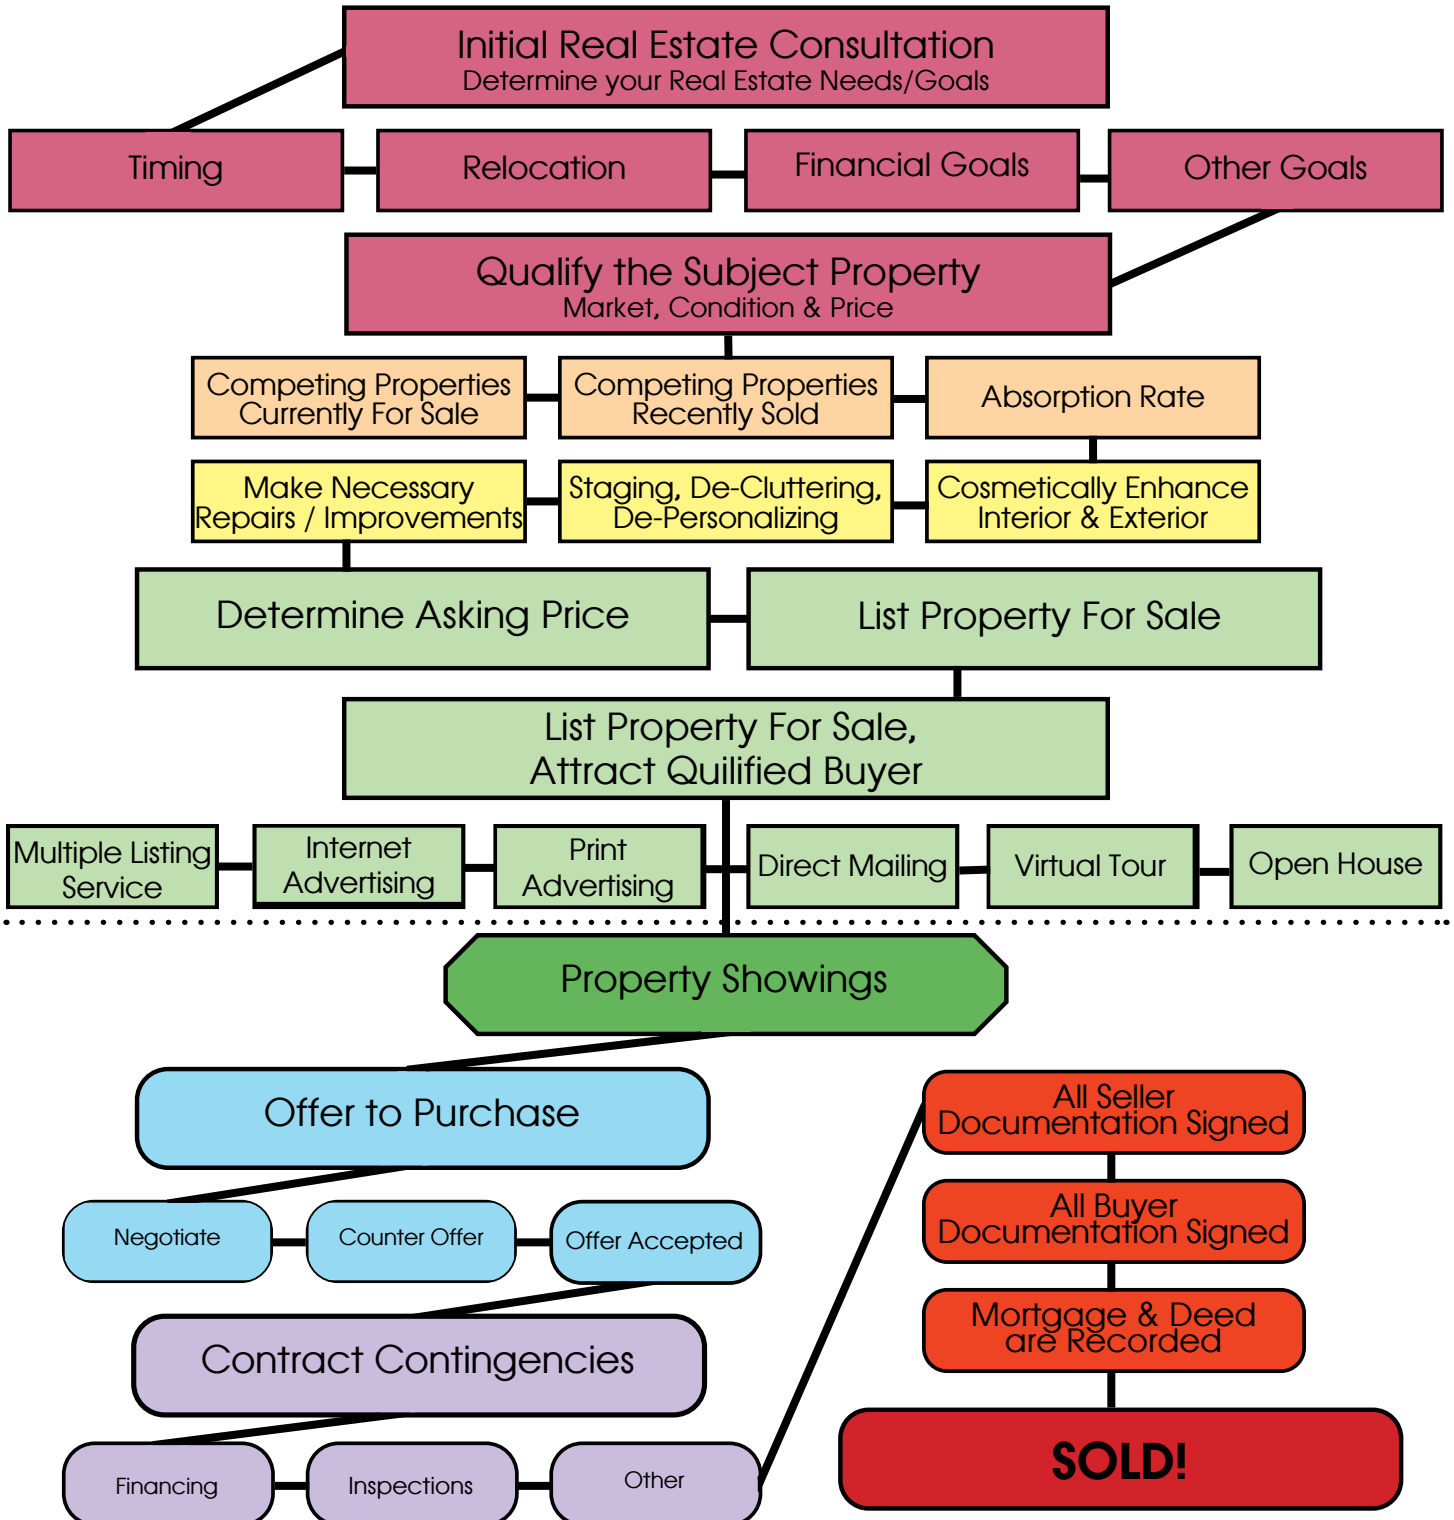 Initial Real Estate Consultation
Determine your Real Estate Needs/Goals
Timing
Relocation
Financial Goals
Other Goals
Qualify the Subject Property
Market, Condition & Price
Competing Properties
Currently For Sale
Competing Properties
Recently Sold
Absorption Rate
Make Necessary
Repairs / Improvements
Staging, De-Cluttering,
De-Personalizing
Cosmetically Enhance
Interior & Exterior
Determine Asking Price
List Property For Sale
List Property For Sale,
Attract Quilified Buyer
Multiple Listing
Service
Internet
Advertising
Print
Advertising
Direct Mailing
Virtual Tour
Open House
Property Showings
Offer to Purchase
Negotiate
Counter Offer
Offer Accepted
Contract Contingencies
Financing
Inspections
Other
All Seller
Documentation Signed
All Buyer
Documentation Signed
Mortgage & Deed
are Recorded
SOLD!